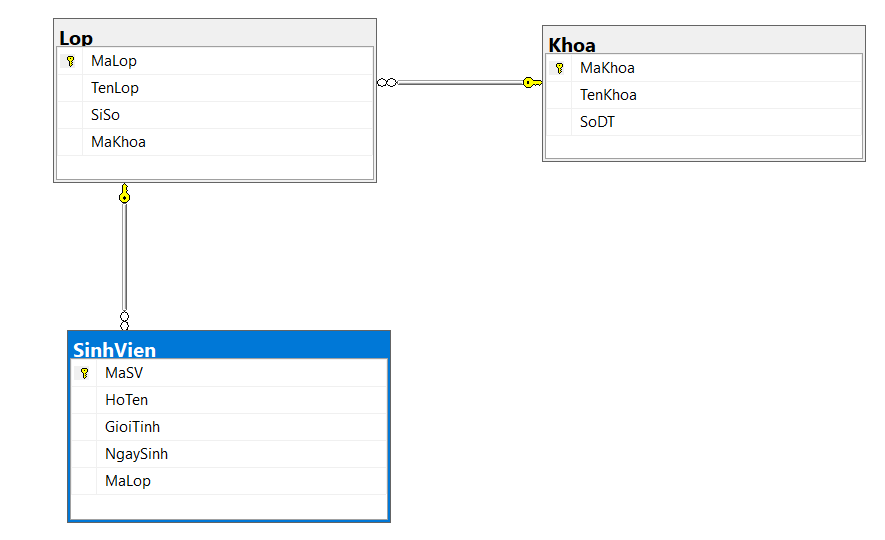 Lop
MaLop
TenLop
SiSo
MaKhoa
Khoa
MaKhoa
TenKhoa
SoDT
SinhVien
MaSV
HoTen
GioiTinh
NgaySinh
MaLop